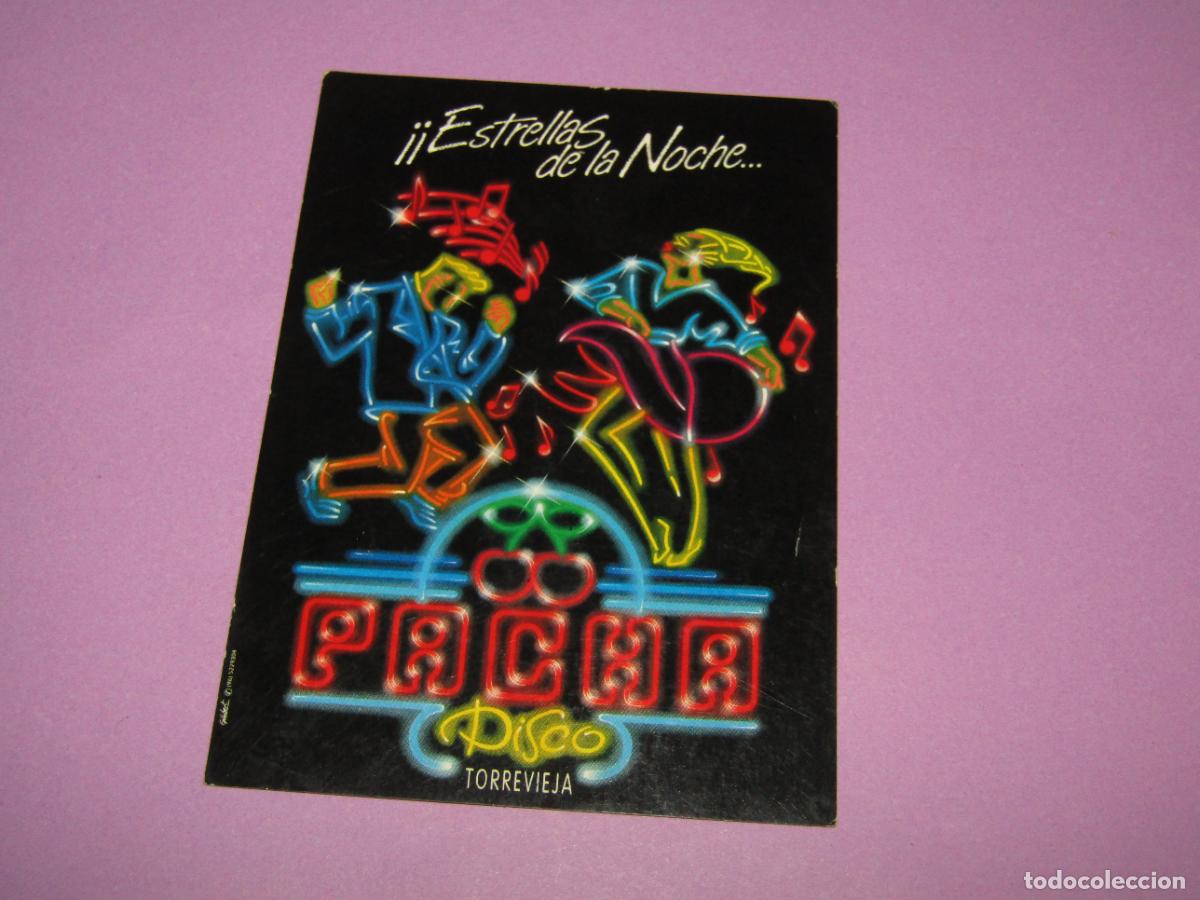 ¡¡Estrellas
de la Noche...
PACHA
Disco
TORREVIEJA
todocoleccion